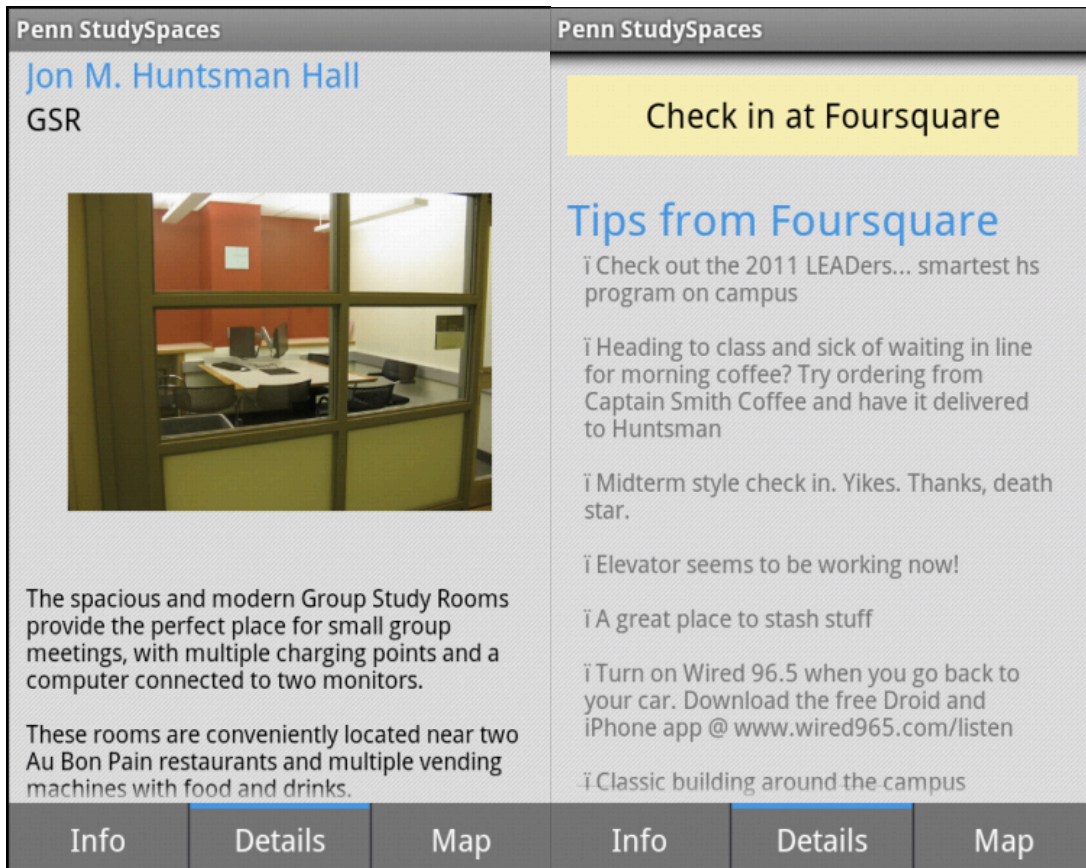 Penn StudySpaces
Jon M. Huntsman Hall
GSR
The spacious and modern Group Study Rooms
provide the perfect place for small group
meetings, with multiple charging points and a
computer connected to two monitors.
These rooms are conveniently located near two
Au Bon Pain restaurants and multiple vending
machines with food and drinks.
Info
Details
Map
Penn StudySpaces
Check in at Foursquare
Tips from Foursquare
ï Check out the 2011 LEADers... smartest hs
program on campus
ï Heading to class and sick of waiting in line
for morning coffee? Try ordering from
Captain Smith Coffee and have it delivered
to Huntsman
ï Midterm style check in. Yikes. Thanks, death
star.
ï Elevator seems to be working now!
ï A great place to stash stuff
ï Turn on Wired 96.5 when you go back to
your car. Download the free Droid and
iPhone app @ www.wired965.com/listen
ï Classic building around the campus
Info
Details
Map